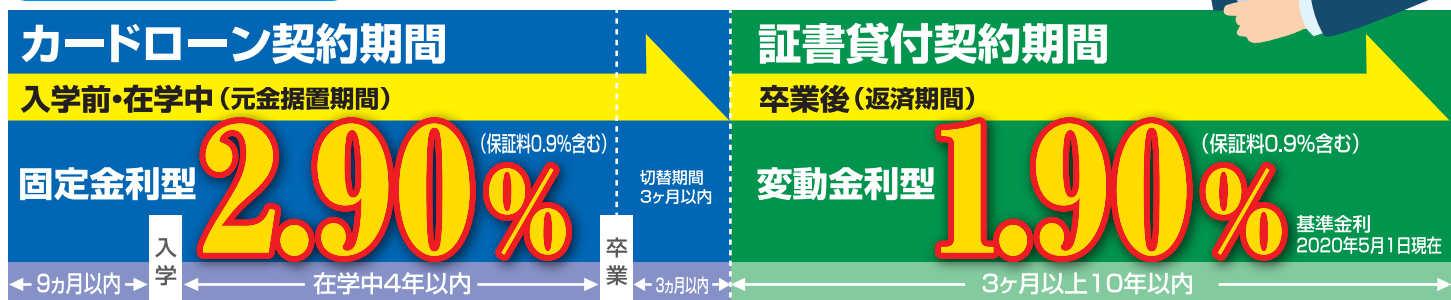 カードローン契約期間
入学前・在学中（元金据置期間）
固定金利型
2.90%
（保証料0.9%含む）
切替期間
3ヶ月以内
入学
卒業
9ヵ月以内
在学中4年以内
3ヵ月以内
証書貸付契約期間
卒業後（返済期間）
変動金利型
1.90%
（保証料0.9%含む）
基準金利
2020年5月1日現在
3ヶ月以上10年以内